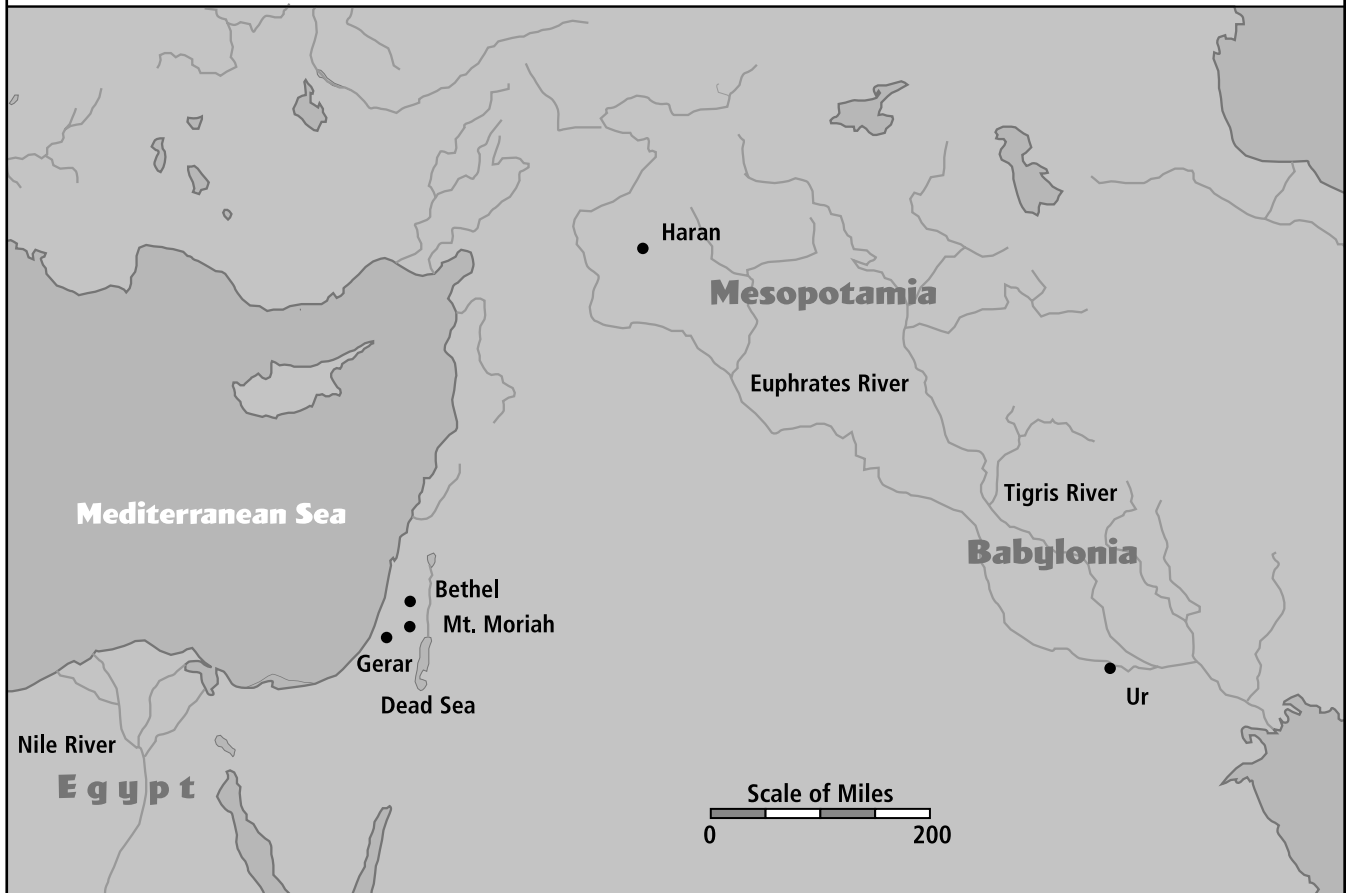 Haran
Mesopotamia
Euphrates River
Tigris River
Mediterranean Sea
Babylonia
Bethel
Mt. Moriah
Gerar
Dead Sea
Ur
Nile River
Egypt
Scale of Miles
0 200